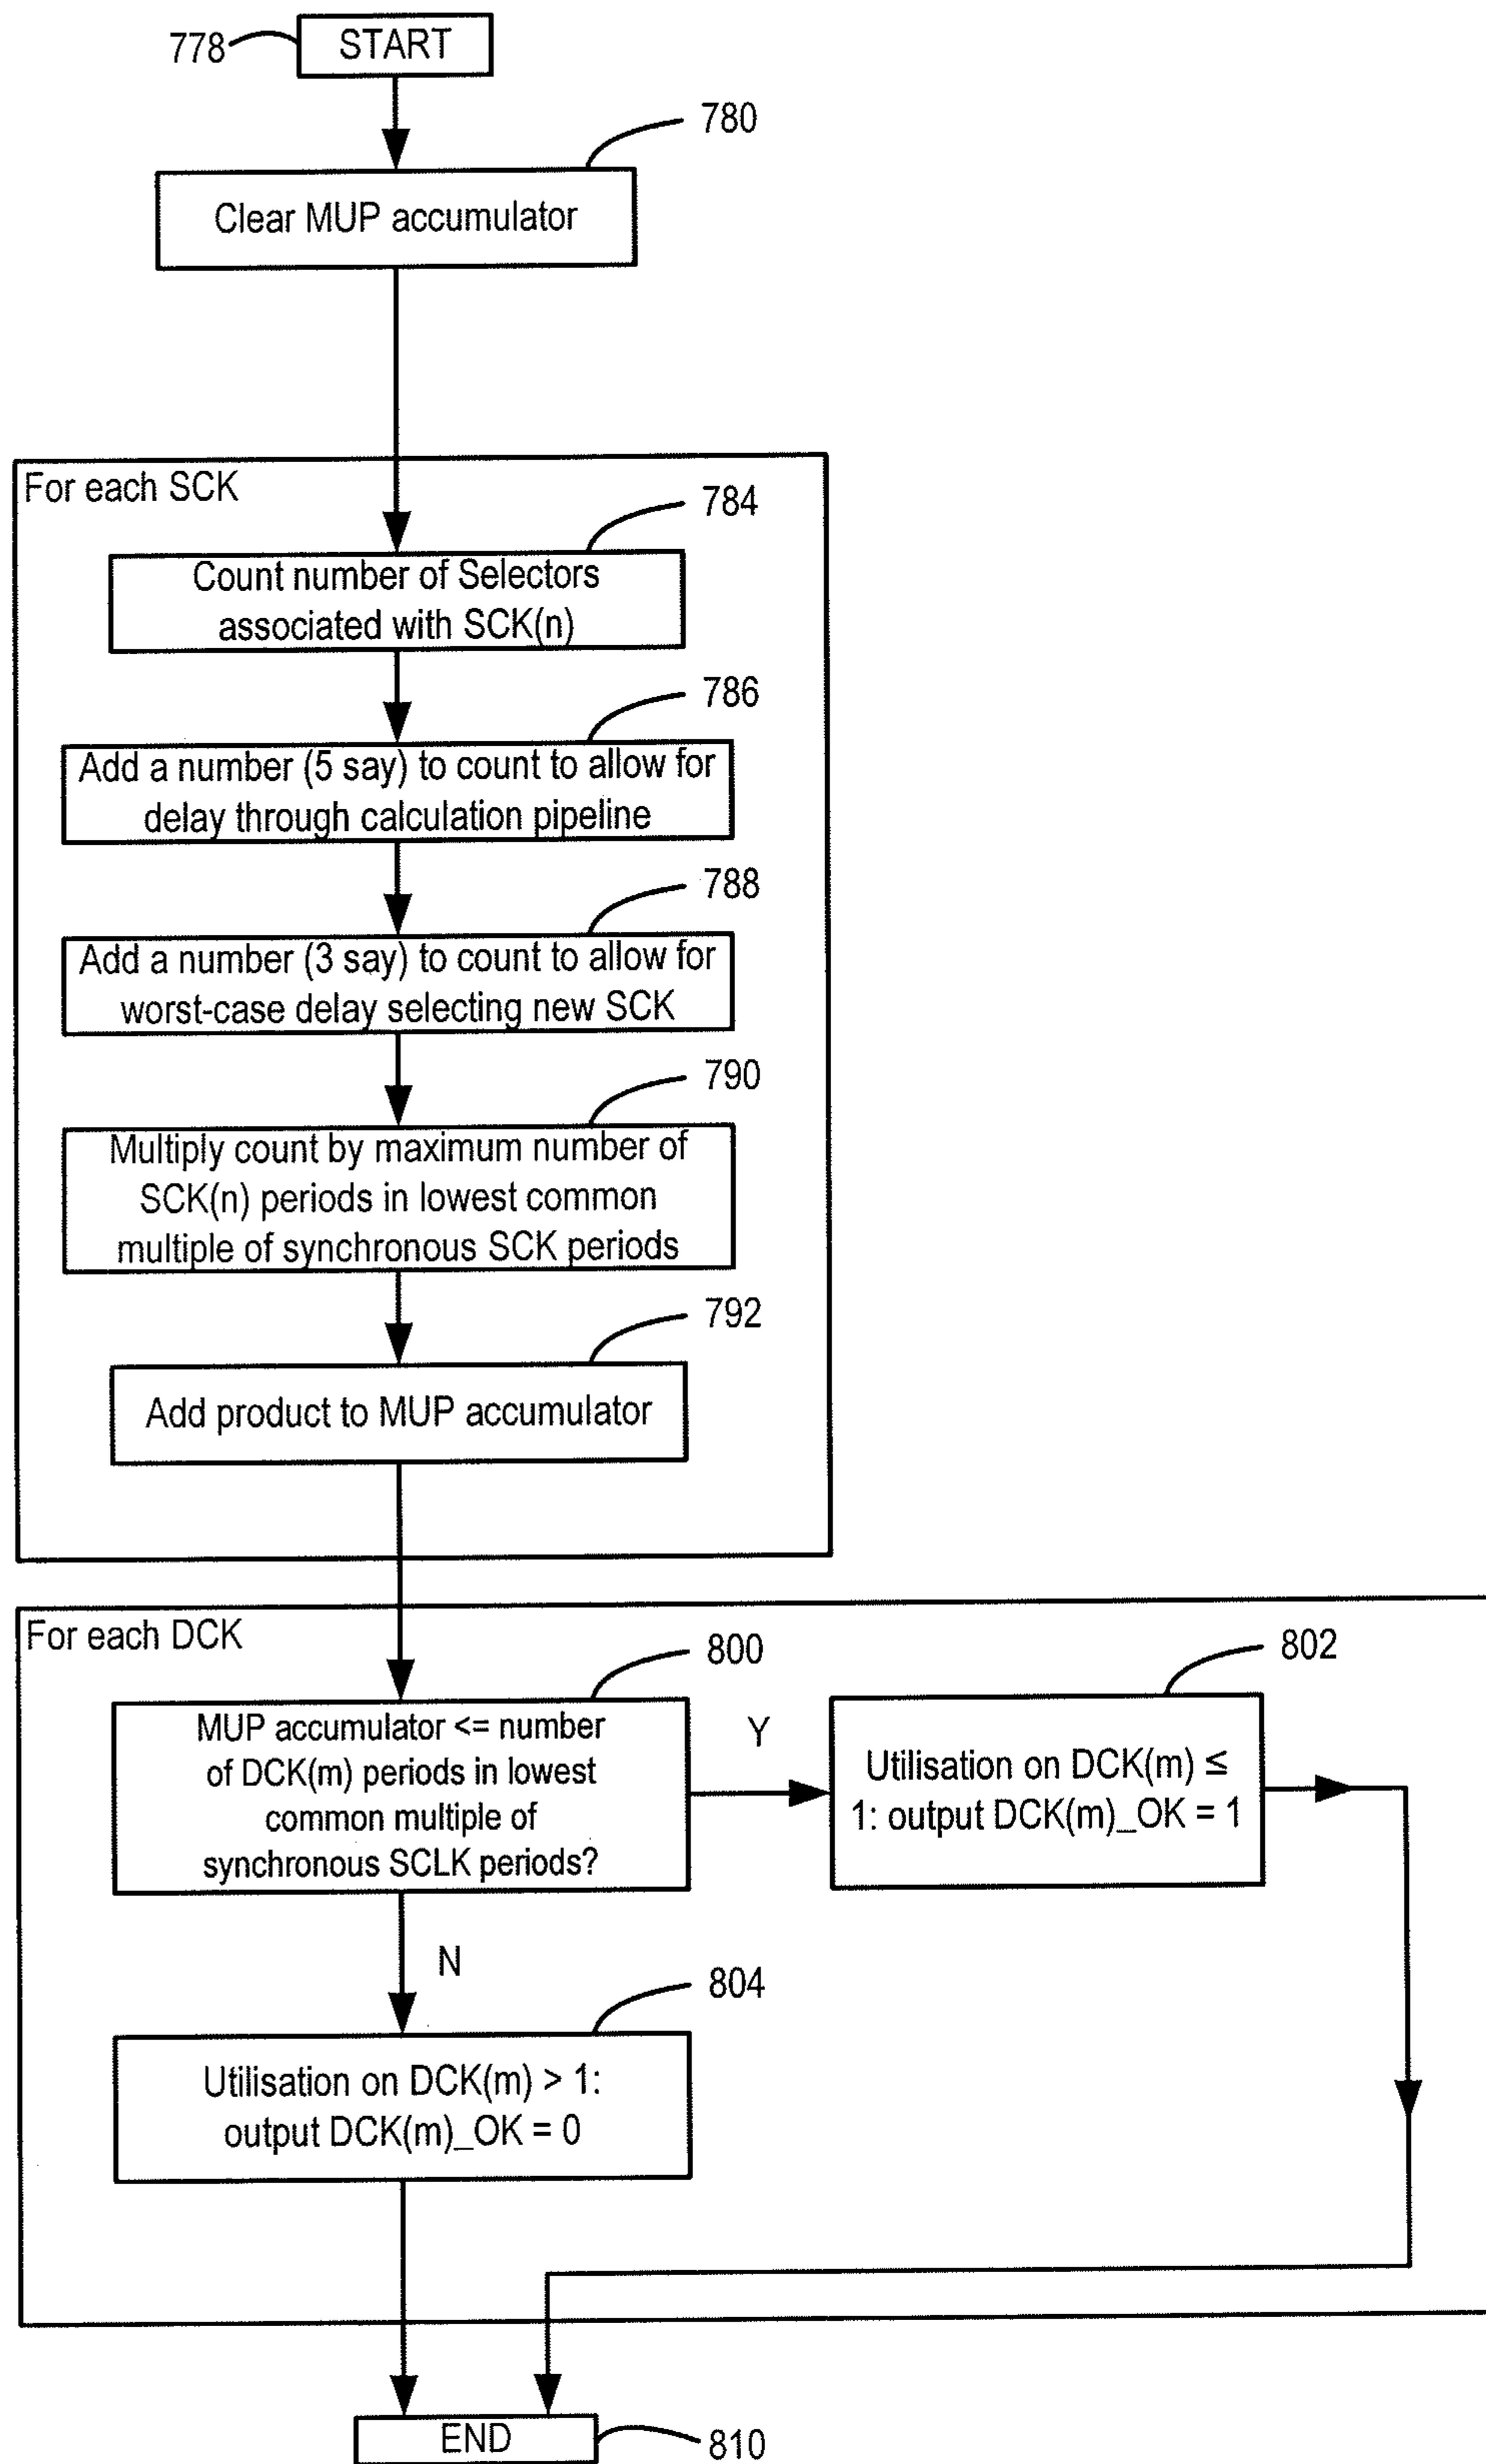 778
START
780
Clear MUP accumulator
For each SCK
784
Count number of Selectors
associated with SCK(n)
786
Add a number (5 say) to count to allow for
delay through calculation pipeline
788
Add a number (3 say) to count to allow for
worst-case delay selecting new SCK
790
Multiply count by maximum number of
SCK(n) periods in lowest common
multiple of synchronous SCK periods
792
Add product to MUP accumulator
For each DCK
800
MUP accumulator <= number
of DCK(m) periods in lowest
common multiple of
synchronous SCLK periods?
Y
802
Utilisation on DCK(m) ≤
1: output DCK(m)_OK = 1
N
804
Utilisation on DCK(m) > 1:
output DCK(m)_OK = 0
END
810